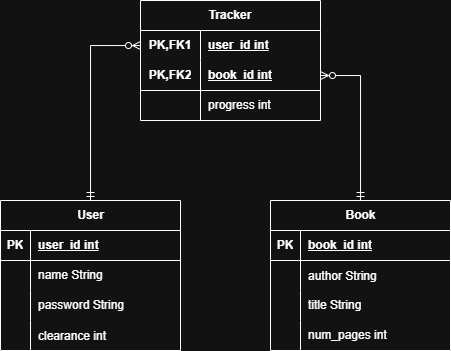 Tracker
PK,FK1 user_id int
PK,FK2 book_id int
progress int
User
PK user_id int
name String
password String
clearance int
Book
PK book_id int
author String
title String
num_pages int